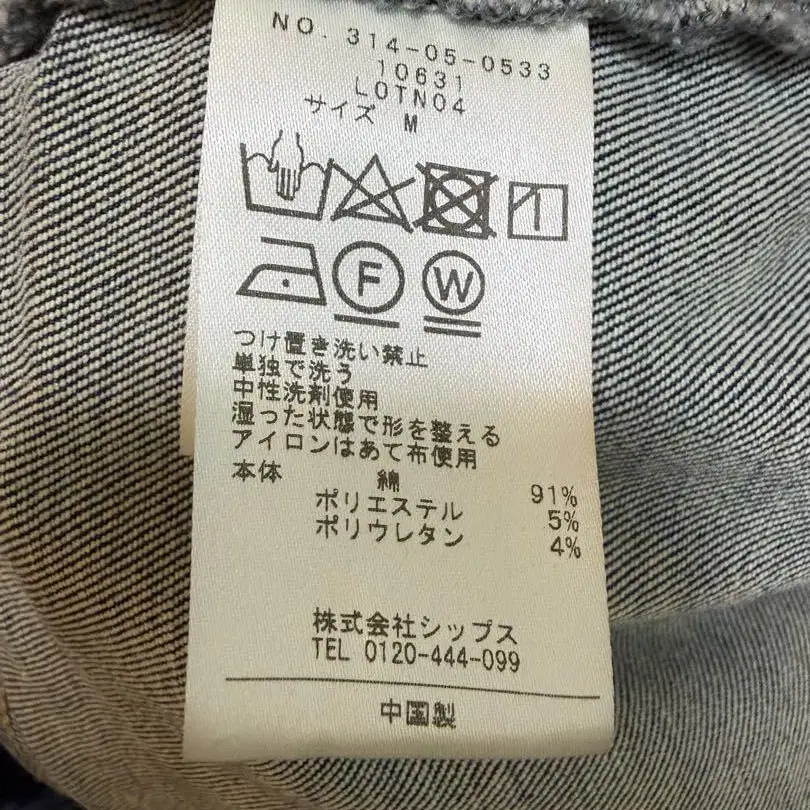 NO. 314-05-0533
10631
LOTN04
サイズ M
F W
つけ置き洗い禁止
単独で洗う
中性洗剤使用
湿った状態で形を整える
アイロンはあて布使用
本体 綿 91%
ポリエステル 5%
ポリウレタン 4%
株式会社シップス
TEL 0120-444-099
中国製